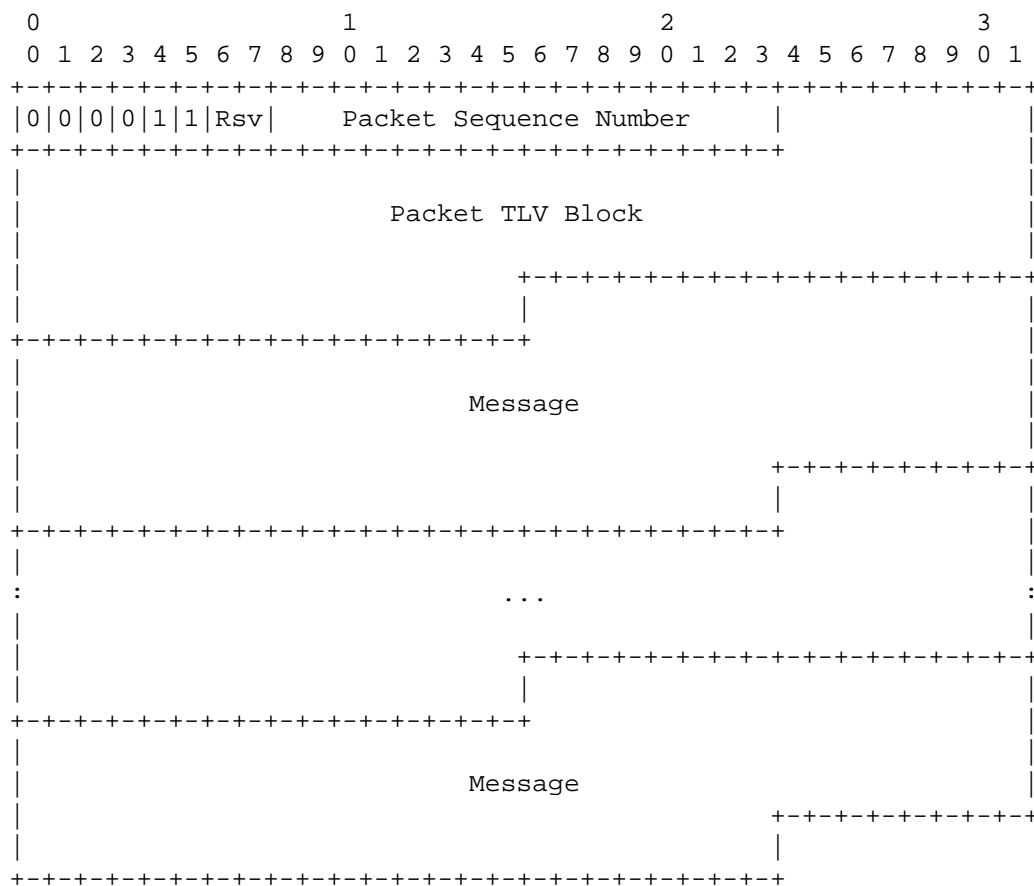 0                   1                   2                   3
0 1 2 3 4 5 6 7 8 9 0 1 2 3 4 5 6 7 8 9 0 1 2 3 4 5 6 7 8 9 0 1
+-+-+-+-+-+-+-+-+-+-+-+-+-+-+-+-+-+-+-+-+-+-+-+-+-+-+-+-+-+-+-+-+
|0|0|0|0|1|1|Rsv|    Packet Sequence Number     |               |
+-+-+-+-+-+-+-+-+-+-+-+-+-+-+-+-+-+-+-+-+-+-+-+-+               |
|                                                               |
|                       Packet TLV Block                        |
|                                                               |
|                               +-+-+-+-+-+-+-+-+-+-+-+-+-+-+-+-+
|                               |                               |
+-+-+-+-+-+-+-+-+-+-+-+-+-+-+-+-+                               |
|                                                               |
|                            Message                            |
|                                                               |
|                                               +-+-+-+-+-+-+-+-+
|                                               |               |
+-+-+-+-+-+-+-+-+-+-+-+-+-+-+-+-+-+-+-+-+-+-+-+-+               |
|                                                               |
:                              ...                              :
|                                                               |
|                               +-+-+-+-+-+-+-+-+-+-+-+-+-+-+-+-+
|                               |                               |
+-+-+-+-+-+-+-+-+-+-+-+-+-+-+-+-+                               |
|                                                               |
|                            Message                            |
|                                               +-+-+-+-+-+-+-+-+
|                                               |
+-+-+-+-+-+-+-+-+-+-+-+-+-+-+-+-+-+-+-+-+-+-+-+-+